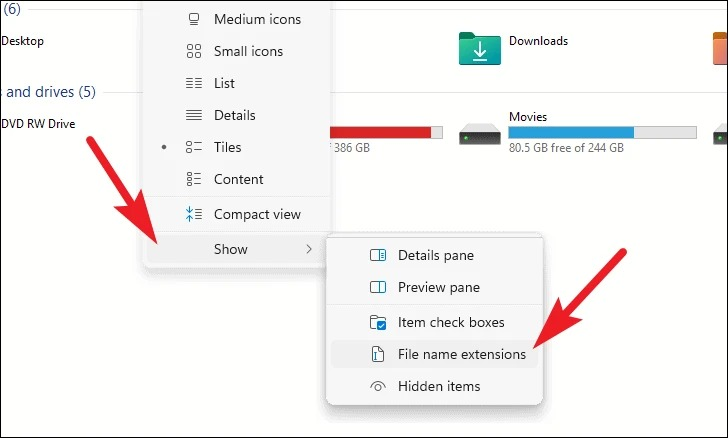 (6)
Desktop
Downloads
s and drives (5)
DVD RW Drive
of 386 GB
Movies
80.5 GB free of 244 GB
Medium icons
Small icons
List
Details
Tiles
Content
Compact view
Show
Details pane
Preview pane
Item check boxes
File name extensions
Hidden items